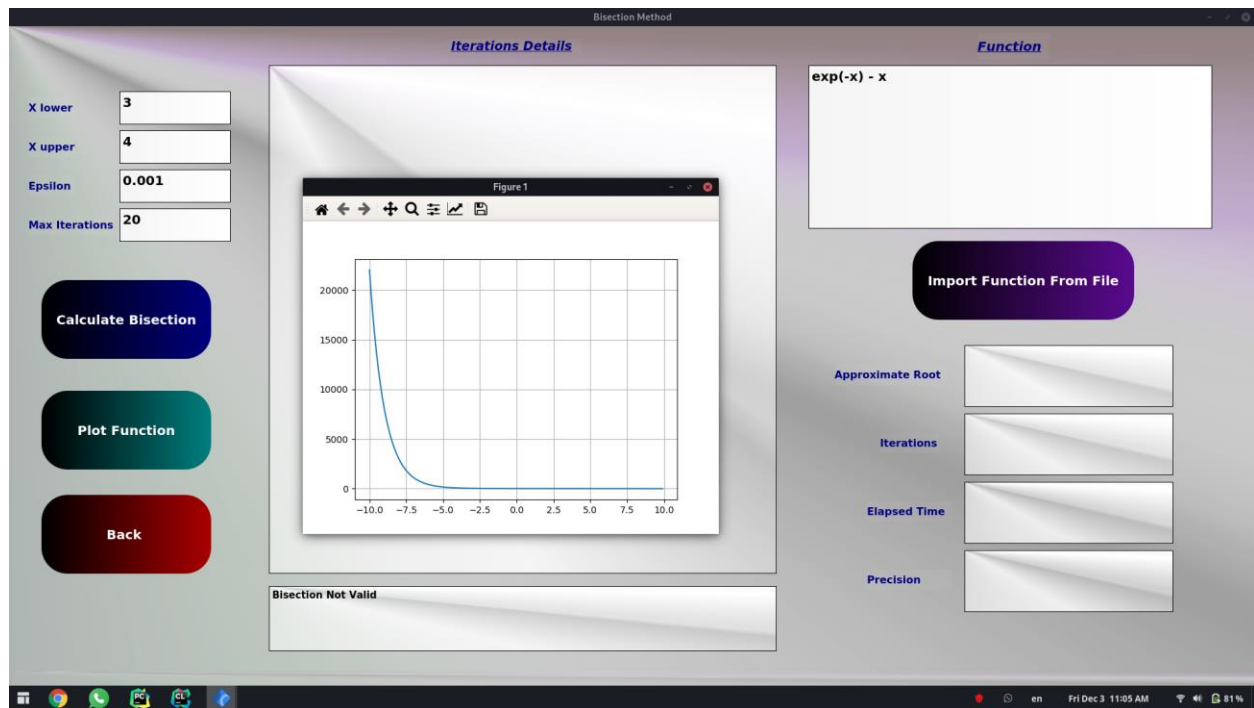 Bisection Method
Iterations Details
Function
X lower 3
X upper 4
Epsilon 0.001
Max Iterations 20
exp(-x) - x
Calculate Bisection
Plot Function
Back
Figure 1
20000
15000
10000
5000
0
−10.0 −7.5 −5.0 −2.5 0.0 2.5 5.0 7.5 10.0
Bisection Not Valid
Import Function From File
Approximate Root
Iterations
Elapsed Time
Precision
PC CL en Fri Dec 3 11:05 AM 81%